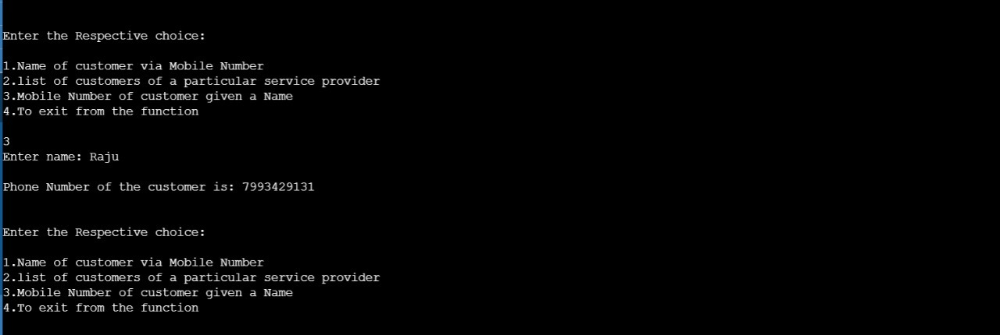 Enter the Respective choice:
1.Name of customer via Mobile Number
2.list of customers of a particular service provider
3.Mobile Number of customer given a Name
4.To exit from the function
3
Enter name: Raju
Phone Number of the customer is: 7993429131
Enter the Respective choice:
1.Name of customer via Mobile Number
2.list of customers of a particular service provider
3.Mobile Number of customer given a Name
4.To exit from the function